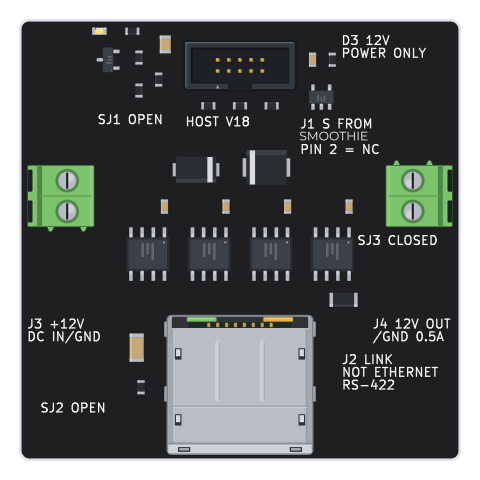 D3 12V
POWER ONLY
SJ1 OPEN
HOST V18
J1 S FROM
SMOOTHIE
PIN 2 = NC
SJ3 CLOSED
J3 +12V
DC IN/GND
J4 12V OUT
/GND 0.5A
J2 LINK
NOT ETHERNET
RS-422
SJ2 OPEN